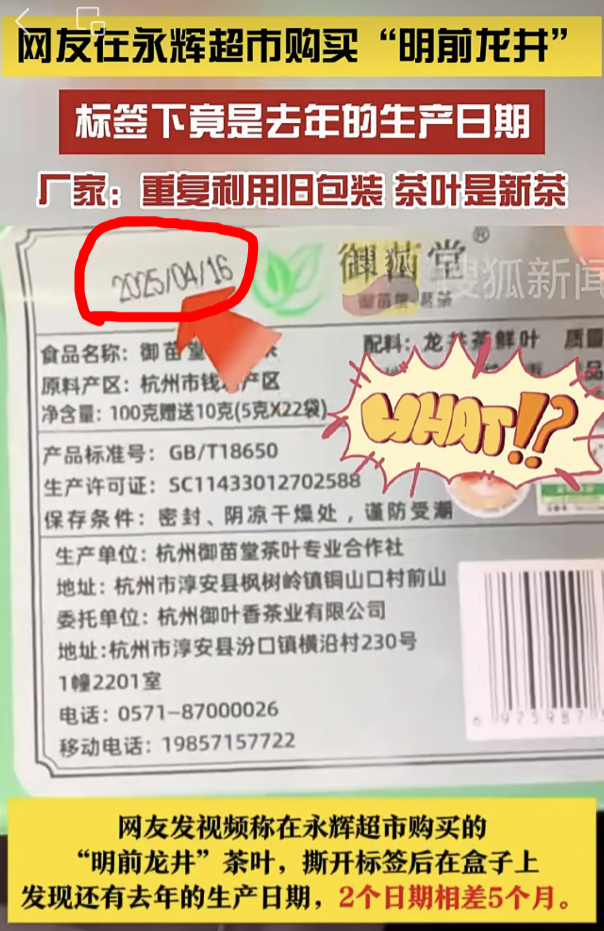 网友在永辉超市购买“明前龙井”
标签下竟是去年的生产日期
厂家：重复利用旧包装 茶叶是新茶
2025/04/16
御苗堂®
搜狐新闻
食品名称：御苗堂
配料：龙井茶鲜叶
原料产区：杭州市钱 产区
净含量：100克赠送10克(5克X22袋)
WHAT!?
产品标准号：GB/T18650
生产许可证：SC11433012702588
保存条件：密封、阴凉干燥处，谨防受潮
生产单位：杭州御苗堂茶叶专业合作社
地址：杭州市淳安县枫树岭镇铜山口村前山
委托单位：杭州御叶香茶业有限公司
地址:杭州市淳安县汾口镇横沿村230号
1幢2201室
电话：0571-87000026
移动电话：19857157722
6 975987
网友发视频称在永辉超市购买的
“明前龙井”茶叶，撕开标签后在盒子上
发现还有去年的生产日期，2个日期相差5个月。